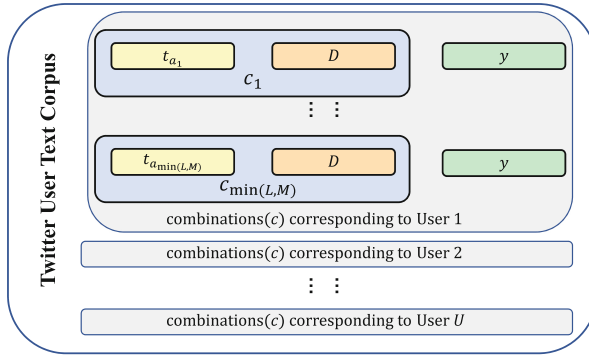 Twitter User Text Corpus
t_{a_1} D y
c_1
⋮ ⋮
t_{a_{min(L,M)}} D y
c_{min(L,M)}
combinations(c) corresponding to User 1
combinations(c) corresponding to User 2
⋮ ⋮
combinations(c) corresponding to User U